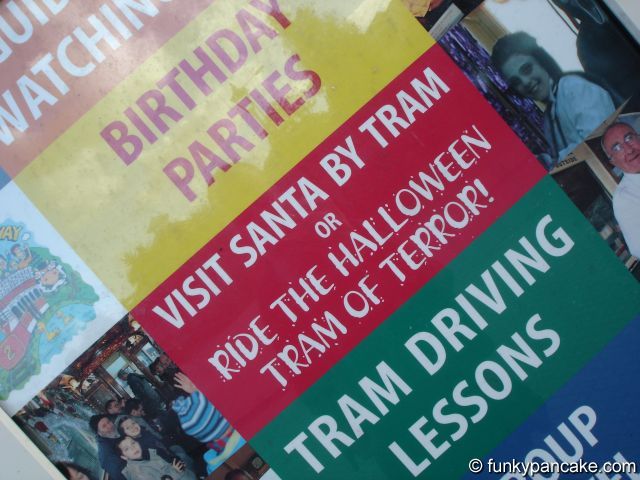 WATCHING
BIRTHDAY
PARTIES
VISIT SANTA BY TRAM
OR
RIDE THE HALLOWEEN
TRAM OF TERROR!
TRAM DRIVING
LESSONS
© funkypancake.com